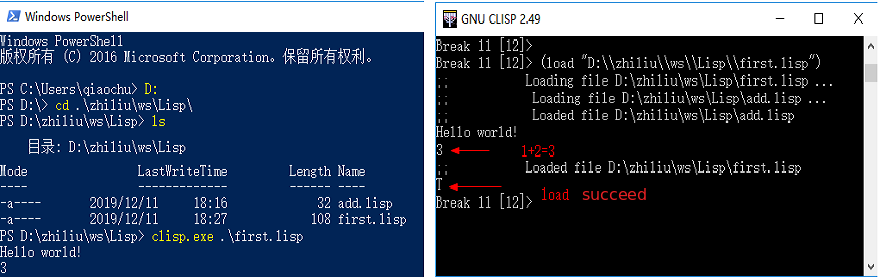 Windows PowerShell
Windows PowerShell
版权所有 (C) 2016 Microsoft Corporation。保留所有权利。
PS C:\Users\qiaochu> D:
PS D:\> cd .\zhiliu\ws\Lisp\
PS D:\zhiliu\ws\Lisp> ls
目录: D:\zhiliu\ws\Lisp
Mode LastWriteTime Length Name
---- ------------- ------ ----
-a---- 2019/12/11 18:16 32 add.lisp
-a---- 2019/12/11 18:27 108 first.lisp
PS D:\zhiliu\ws\Lisp> clisp.exe .\first.lisp
Hello world!
3
GNU CLISP 2.49
Break 11 [12]>
Break 11 [12]> (load "D:\\zhiliu\\ws\\Lisp\\first.lisp")
;; Loading file D:\zhiliu\ws\Lisp\first.lisp ...
;; Loading file D:\zhiliu\ws\Lisp\add.lisp ...
;; Loaded file D:\zhiliu\ws\Lisp\add.lisp
Hello world!
3 1+2=3
;; Loaded file D:\zhiliu\ws\Lisp\first.lisp
T load succeed
Break 11 [12]>